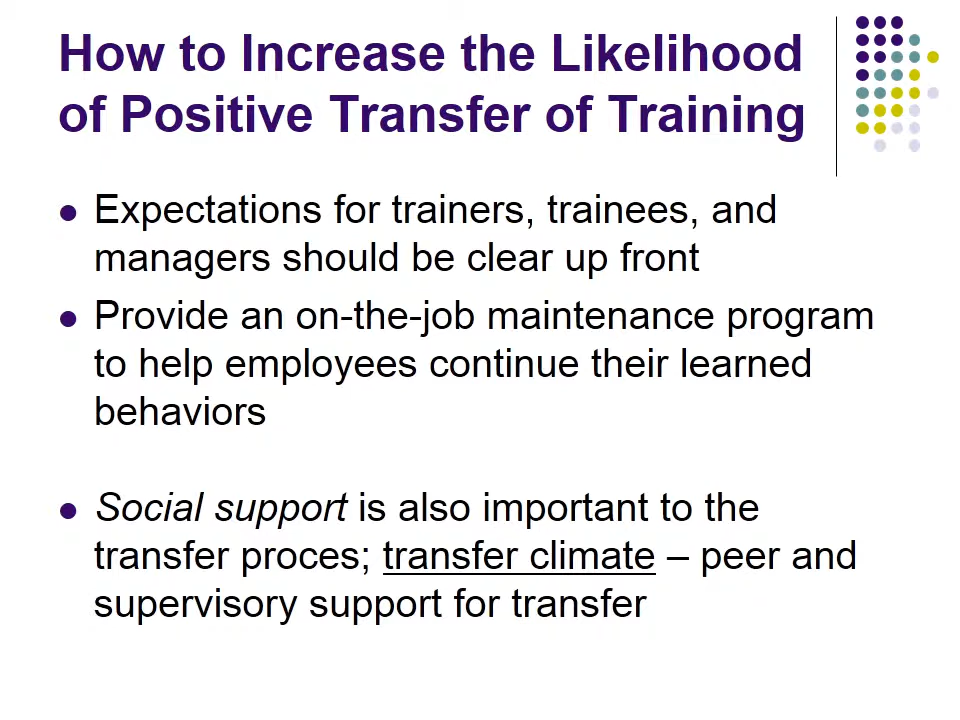 How to Increase the Likelihood
of Positive Transfer of Training
Expectations for trainers, trainees, and
managers should be clear up front
Provide an on-the-job maintenance program
to help employees continue their learned
behaviors
Social support is also important to the
transfer proces; transfer climate – peer and
supervisory support for transfer